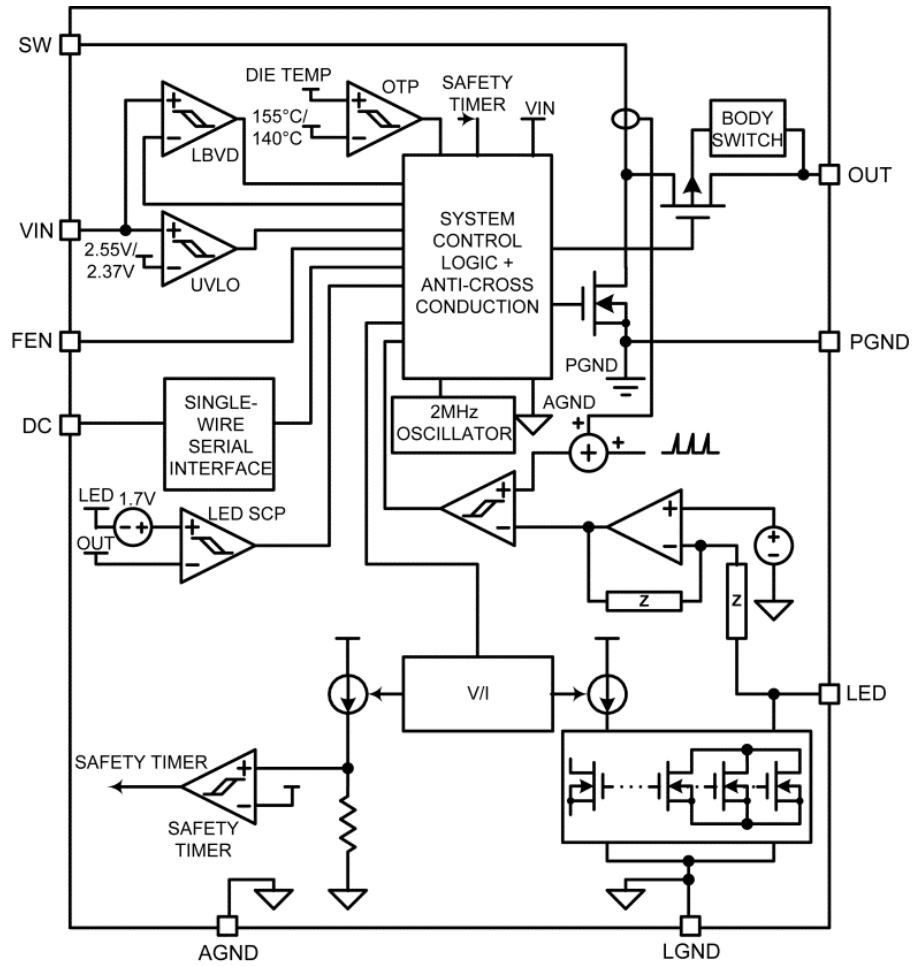 SW
DIE TEMP
OTP
SAFETY
TIMER
VIN
+
−
155°C/
140°C
+
−
LBVD
BODY
SWITCH
OUT
SYSTEM
CONTROL
LOGIC +
ANTI-CROSS
CONDUCTION
VIN
2.55V/
2.37V
+
−
UVLO
FEN
PGND
PGND
AGND
DC
SINGLE-
WIRE
SERIAL
INTERFACE
2MHz
OSCILLATOR
+
+
+
LED
1.7V
LED SCP
− +
OUT
+
−
+
−
+
−
+
−
Z
Z
V/I
LED
SAFETY TIMER
+
−
SAFETY
TIMER
AGND
LGND